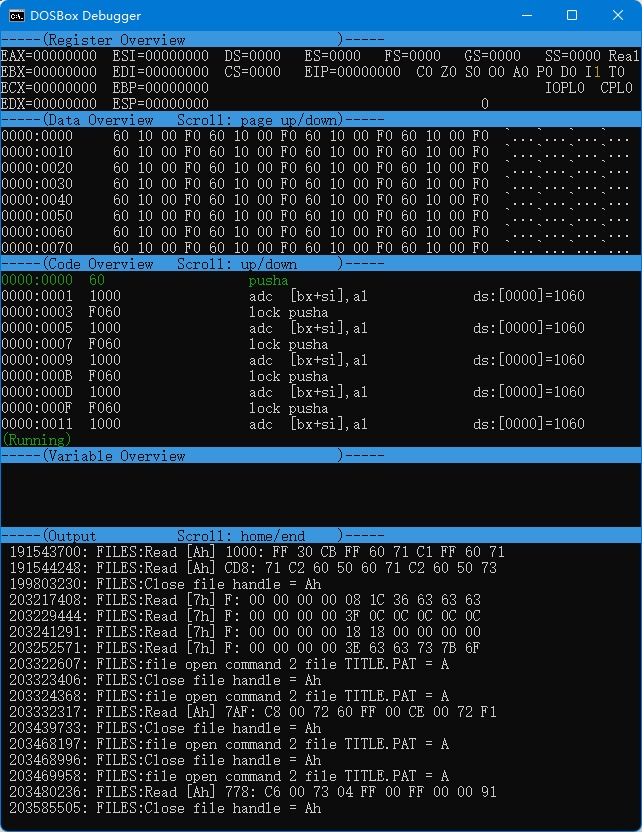 DOSBox Debugger
-----(Register Overview                   )-----
EAX=00000000  ESI=00000000  DS=0000   ES=0000   FS=0000   GS=0000   SS=0000 Real
EBX=00000000  EDI=00000000  CS=0000   EIP=00000000  C0 Z0 S0 O0 A0 P0 D0 I1 T0
ECX=00000000  EBP=00000000                                          IOPL0  CPL0
EDX=00000000  ESP=00000000                                  0
-----(Data Overview   Scroll: page up/down)-----
0000:0000     60 10 00 F0 60 10 00 F0 60 10 00 F0 60 10 00 F0  `...`...`...`...
0000:0010     60 10 00 F0 60 10 00 F0 60 10 00 F0 60 10 00 F0  `...`...`...`...
0000:0020     60 10 00 F0 60 10 00 F0 60 10 00 F0 60 10 00 F0  `...`...`...`...
0000:0030     60 10 00 F0 60 10 00 F0 60 10 00 F0 60 10 00 F0  `...`...`...`...
0000:0040     60 10 00 F0 60 10 00 F0 60 10 00 F0 60 10 00 F0  `...`...`...`...
0000:0050     60 10 00 F0 60 10 00 F0 60 10 00 F0 60 10 00 F0  `...`...`...`...
0000:0060     60 10 00 F0 60 10 00 F0 60 10 00 F0 60 10 00 F0  `...`...`...`...
0000:0070     60 10 00 F0 60 10 00 F0 60 10 00 F0 60 10 00 F0  `...`...`...`...
-----(Code Overview   Scroll: up/down     )-----
0000:0000  60                  pusha
0000:0001  1000                adc  [bx+si],al             ds:[0000]=1060
0000:0003  F060                lock pusha
0000:0005  1000                adc  [bx+si],al             ds:[0000]=1060
0000:0007  F060                lock pusha
0000:0009  1000                adc  [bx+si],al             ds:[0000]=1060
0000:000B  F060                lock pusha
0000:000D  1000                adc  [bx+si],al             ds:[0000]=1060
0000:000F  F060                lock pusha
0000:0011  1000                adc  [bx+si],al             ds:[0000]=1060
(Running)
-----(Variable Overview                   )-----
-----(Output          Scroll: home/end    )-----
191543700: FILES:Read [Ah] 1000: FF 30 CB FF 60 71 C1 FF 60 71
191544248: FILES:Read [Ah] CD8: 71 C2 60 50 60 71 C2 60 50 73
199803230: FILES:Close file handle = Ah
203217408: FILES:Read [7h] F: 00 00 00 00 08 1C 36 63 63 63
203229444: FILES:Read [7h] F: 00 00 00 00 3F 0C 0C 0C 0C 0C
203241291: FILES:Read [7h] F: 00 00 00 00 18 18 00 00 00 00
203252571: FILES:Read [7h] F: 00 00 00 00 3E 63 63 73 7B 6F
203322607: FILES:file open command 2 file TITLE.PAT = A
203323406: FILES:Close file handle = Ah
203324368: FILES:file open command 2 file TITLE.PAT = A
203332317: FILES:Read [Ah] 7AF: C8 00 72 60 FF 00 CE 00 72 F1
203439733: FILES:Close file handle = Ah
203468197: FILES:file open command 2 file TITLE.PAT = A
203468996: FILES:Close file handle = Ah
203469958: FILES:file open command 2 file TITLE.PAT = A
203480236: FILES:Read [Ah] 778: C6 00 73 04 FF 00 FF 00 00 91
203585505: FILES:Close file handle = Ah